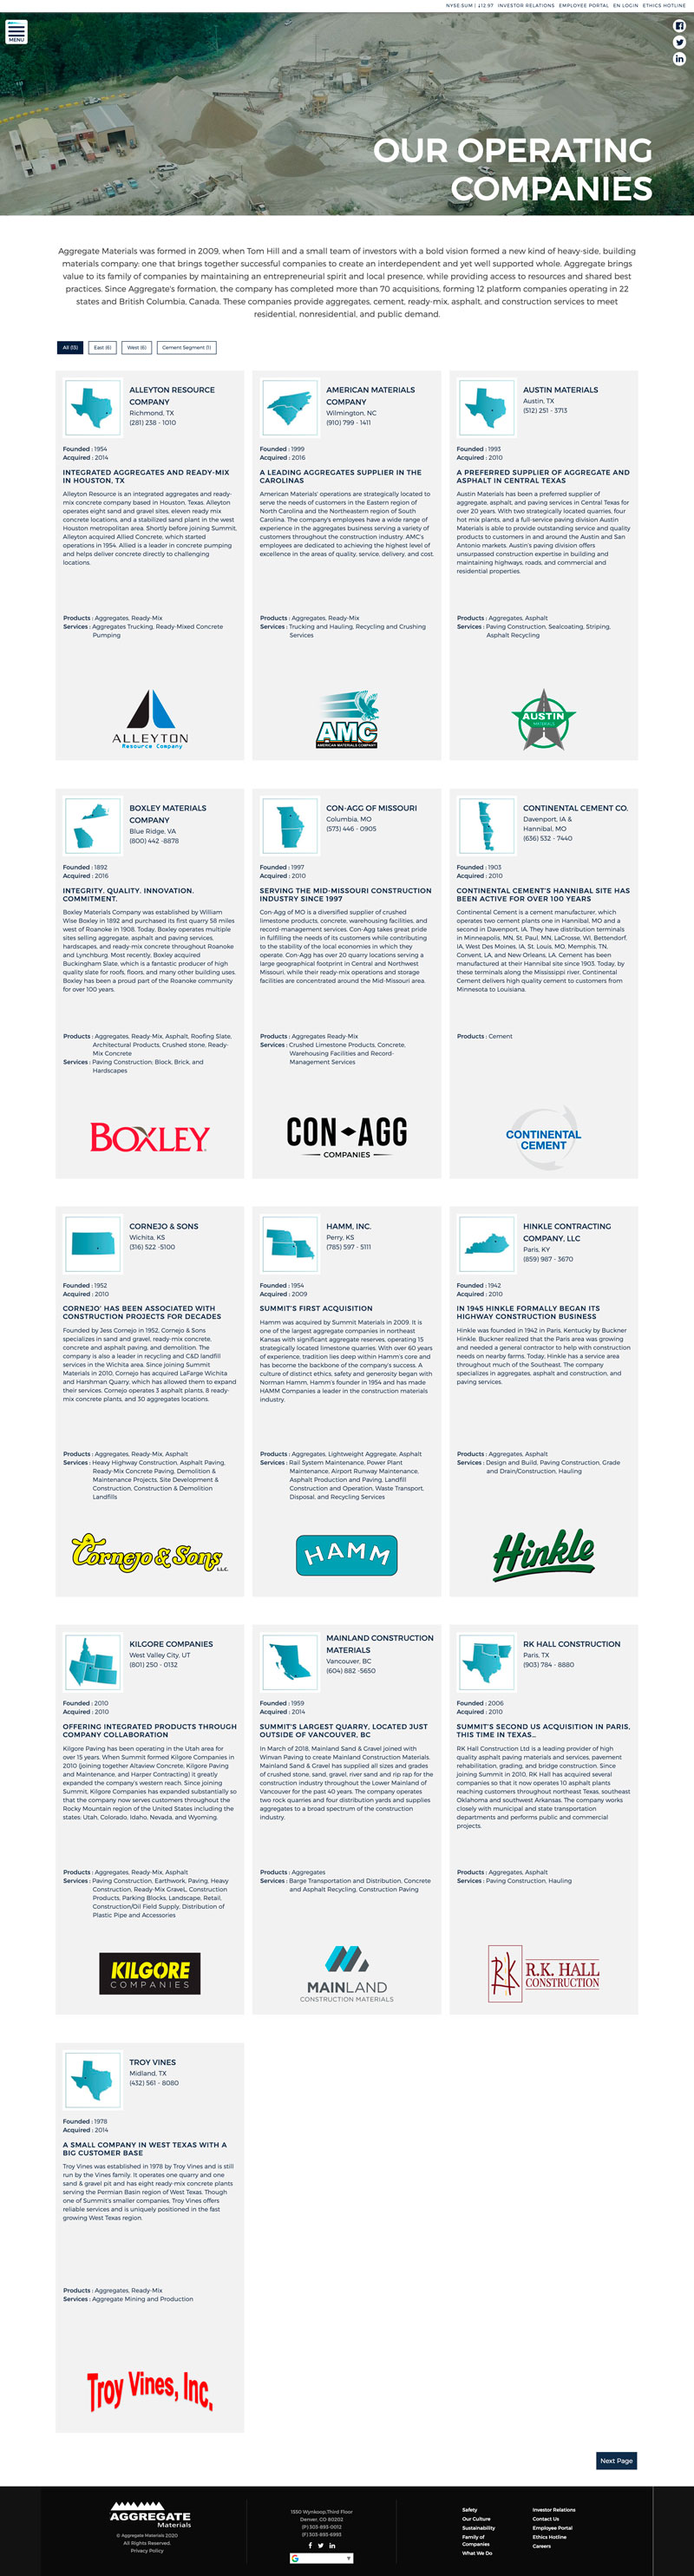 NYSE:SUM | ↓12.97 INVESTOR RELATIONS EMPLOYEE PORTAL EN LOGIN ETHICS HOTLINE
MENU
OUR OPERATING
COMPANIES
Aggregate Materials was formed in 2009, when Tom Hill and a small team of investors with a bold vision formed a new kind of heavy-side, building
materials company: one that brings together successful companies to create an interdependent and yet well supported whole. Aggregate brings
value to its family of companies by maintaining an entrepreneurial spirit and local presence, while providing access to resources and shared best
practices. Since Aggregate's formation, the company has completed more than 70 acquisitions, forming 12 platform companies operating in 22
states and British Columbia, Canada. These companies provide aggregates, cement, ready-mix, asphalt, and construction services to meet
residential, nonresidential, and public demand.
All (13) East (6) West (6) Cement Segment (1)
ALLEYTON RESOURCE
COMPANY
Richmond, TX
(281) 238 - 1010
Founded : 1954
Acquired : 2014
INTEGRATED AGGREGATES AND READY-MIX
IN HOUSTON, TX
Alleyton Resource is an integrated aggregates and ready-
mix concrete company based in Houston, Texas. Alleyton
operates eight sand and gravel sites, eleven ready mix
concrete locations, and a stabilized sand plant in the west
Houston metropolitan area. Shortly before joining Summit,
Alleyton acquired Allied Concrete, which started
operations in 1954. Allied is a leader in concrete pumping
and helps deliver concrete directly to challenging
locations.
Products : Aggregates, Ready-Mix
Services : Aggregates Trucking, Ready-Mixed Concrete
Pumping
ALLEYTON
Resource Company
AMERICAN MATERIALS
COMPANY
Wilmington, NC
(910) 799 - 1411
Founded : 1999
Acquired : 2016
A LEADING AGGREGATES SUPPLIER IN THE
CAROLINAS
American Materials' operations are strategically located to
serve the needs of customers in the Eastern region of
North Carolina and the Northeastern region of South
Carolina. The company's employees have a wide range of
experience in the aggregates business serving a variety of
customers throughout the construction industry. AMC's
employees are dedicated to achieving the highest level of
excellence in the areas of quality, service, delivery, and cost.
Products : Aggregates, Ready-Mix
Services : Trucking and Hauling, Recycling and Crushing
Services
AMC
AMERICAN MATERIALS COMPANY
AUSTIN MATERIALS
Austin, TX
(512) 251 - 3713
Founded : 1993
Acquired : 2010
A PREFERRED SUPPLIER OF AGGREGATE AND
ASPHALT IN CENTRAL TEXAS
Austin Materials has been a preferred supplier of
aggregate, asphalt, and paving services in Central Texas for
over 20 years. With two strategically located quarries, four
hot mix plants, and a full-service paving division Austin
Materials is able to provide outstanding service and quality
products to customers in and around the Austin and San
Antonio markets. Austin's paving division offers
unsurpassed construction expertise in building and
maintaining highways, roads, and commercial and
residential properties.
Products : Aggregates, Asphalt
Services : Paving Construction, Sealcoating, Striping,
Asphalt Recycling
AUSTIN
MATERIALS
BOXLEY MATERIALS
COMPANY
Blue Ridge, VA
(800) 442 -8878
Founded : 1892
Acquired : 2016
INTEGRITY. QUALITY. INNOVATION.
COMMITMENT.
Boxley Materials Company was established by William
Wise Boxley in 1892 and purchased its first quarry 58 miles
west of Roanoke in 1908. Today, Boxley operates multiple
sites selling aggregate, asphalt and paving services,
hardscapes, and ready-mix concrete throughout Roanoke
and Lynchburg. Most recently, Boxley acquired
Buckingham Slate, which is a fantastic producer of high
quality slate for roofs, floors, and many other building uses.
Boxley has been a proud part of the Roanoke community
for over 100 years.
Products : Aggregates, Ready-Mix, Asphalt, Roofing Slate,
Architectural Products, Crushed stone, Ready-
Mix Concrete
Services : Paving Construction; Block, Brick, and
Hardscapes
BOXLEY
CON-AGG OF MISSOURI
Columbia, MO
(573) 446 - 0905
Founded : 1997
Acquired : 2010
SERVING THE MID-MISSOURI CONSTRUCTION
INDUSTRY SINCE 1997
Con-Agg of MO is a diversified supplier of crushed
limestone products, concrete, warehousing facilities, and
record-management services. Con-Agg takes great pride
in fulfilling the needs of its customers while contributing
to the stability of the local economies in which they
operate. Con-Agg has over 20 quarry locations serving a
large geographical footprint in Central and Northwest
Missouri, while their ready-mix operations and storage
facilities are concentrated around the Mid-Missouri area.
Products : Aggregates Ready-Mix
Services : Crushed Limestone Products, Concrete,
Warehousing Facilities and Record-
Management Services
CON-AGG
COMPANIES
CONTINENTAL CEMENT CO.
Davenport, IA &
Hannibal, MO
(636) 532 - 7440
Founded : 1903
Acquired : 2010
CONTINENTAL CEMENT'S HANNIBAL SITE HAS
BEEN ACTIVE FOR OVER 100 YEARS
Continental Cement is a cement manufacturer, which
operates two cement plants one in Hannibal, MO and a
second in Davenport, IA. They have distribution terminals
in Minneapolis, MN, St. Paul, MN, LaCrosse, WI, Bettendorf,
IA, West Des Moines, IA, St. Louis, MO, Memphis, TN,
Convent, LA, and New Orleans, LA. Cement has been
manufactured at their Hannibal site since 1903. Today, by
these terminals along the Mississippi river, Continental
Cement delivers high quality cement to customers from
Minnesota to Louisiana.
Products : Cement
CONTINENTAL
CEMENT
CORNEJO & SONS
Wichita, KS
(316) 522 -5100
Founded : 1952
Acquired : 2010
CORNEJO' HAS BEEN ASSOCIATED WITH
CONSTRUCTION PROJECTS FOR DECADES
Founded by Jess Cornejo in 1952, Cornejo & Sons
specializes in sand and gravel, ready-mix concrete,
concrete and asphalt paving, and demolition. The
company is also a leader in recycling and C&D landfill
services in the Wichita area. Since joining Summit
Materials in 2010, Cornejo has acquired LaFarge Wichita
and Harshman Quarry, which has allowed them to expand
their services. Cornejo operates 3 asphalt plants, 8 ready-
mix concrete plants, and 30 aggregates locations.
Products : Aggregates, Ready-Mix, Asphalt
Services : Heavy Highway Construction, Asphalt Paving,
Ready-Mix Concrete Paving, Demolition &
Maintenance Projects, Site Development &
Construction, Construction & Demolition
Landfills
Cornejo & Sons
L.L.C.
HAMM, INC.
Perry, KS
(785) 597 - 5111
Founded : 1954
Acquired : 2009
SUMMIT'S FIRST ACQUISITION
Hamm was acquired by Summit Materials in 2009. It is
one of the largest aggregate companies in northeast
Kansas with significant aggregate reserves, operating 15
strategically located limestone quarries. With over 60 years
of experience, tradition lies deep within Hamm's core and
has become the backbone of the company's success. A
culture of distinct ethics, safety and generosity began with
Norman Hamm, Hamm's founder in 1954 and has made
HAMM Companies a leader in the construction materials
industry.
Products : Aggregates, Lightweight Aggregate, Asphalt
Services : Rail System Maintenance, Power Plant
Maintenance, Airport Runway Maintenance,
Asphalt Production and Paving, Landfill
Construction and Operation, Waste Transport,
Disposal, and Recycling Services
HAMM
HINKLE CONTRACTING
COMPANY, LLC
Paris, KY
(859) 987 - 3670
Founded : 1942
Acquired : 2010
IN 1945 HINKLE FORMALLY BEGAN ITS
HIGHWAY CONSTRUCTION BUSINESS
Hinkle was founded in 1942 in Paris, Kentucky by Buckner
Hinkle. Buckner realized that the Paris area was growing
and needed a general contractor to help with construction
needs on nearby farms. Today, Hinkle has a service area
throughout much of the Southeast. The company
specializes in aggregates, asphalt and construction, and
paving services.
Products : Aggregates, Asphalt
Services : Design and Build, Paving Construction, Grade
and Drain/Construction, Hauling
Hinkle
KILGORE COMPANIES
West Valley City, UT
(801) 250 - 0132
Founded : 2010
Acquired : 2010
OFFERING INTEGRATED PRODUCTS THROUGH
COMPANY COLLABORATION
Kilgore Paving has been operating in the Utah area for
over 15 years. When Summit formed Kilgore Companies in
2010 (joining together Altaview Concrete, Kilgore Paving
and Maintenance, and Harper Contracting) it greatly
expanded the company's western reach. Since joining
Summit, Kilgore Companies has expanded substantially so
that the company now serves customers throughout the
Rocky Mountain region of the United States including the
states: Utah, Colorado, Idaho, Nevada, and Wyoming.
Products : Aggregates, Ready-Mix, Asphalt
Services : Paving Construction, Earthwork, Paving, Heavy
Construction, Ready-Mix Gravel, Construction
Products, Parking Blocks, Landscape, Retail,
Construction/Oil Field Supply, Distribution of
Plastic Pipe and Accessories
KILGORE
COMPANIES
MAINLAND CONSTRUCTION
MATERIALS
Vancouver, BC
(604) 882 -5650
Founded : 1959
Acquired : 2014
SUMMIT'S LARGEST QUARRY, LOCATED JUST
OUTSIDE OF VANCOUVER, BC
In March of 2018, Mainland Sand & Gravel joined with
Winvan Paving to create Mainland Construction Materials.
Mainland Sand & Gravel has supplied all sizes and grades
of crushed stone, sand, gravel, river sand and rip rap for the
construction industry throughout the Lower Mainland of
Vancouver for the past 40 years. The company operates
two rock quarries and four distribution yards and supplies
aggregates to a broad spectrum of the construction
industry.
Products : Aggregates
Services : Barge Transportation and Distribution, Concrete
and Asphalt Recycling, Construction Paving
MAINLAND
CONSTRUCTION MATERIALS
RK HALL CONSTRUCTION
Paris, TX
(903) 784 - 8880
Founded : 2006
Acquired : 2010
SUMMIT'S SECOND US ACQUISITION IN PARIS,
THIS TIME IN TEXAS...
RK Hall Construction Ltd is a leading provider of high
quality asphalt paving materials and services, pavement
rehabilitation, grading, and bridge construction. Since
joining Summit in 2010, RK Hall has acquired several
companies so that it now operates 10 asphalt plants
reaching customers throughout northeast Texas, southeast
Oklahoma and southwest Arkansas. The company works
closely with municipal and state transportation
departments and performs public and commercial
projects.
Products : Aggregates, Asphalt
Services : Paving Construction, Hauling
RK R.K. HALL
CONSTRUCTION
TROY VINES
Midland, TX
(432) 561 - 8080
Founded : 1978
Acquired : 2014
A SMALL COMPANY IN WEST TEXAS WITH A
BIG CUSTOMER BASE
Troy Vines was established in 1978 by Troy Vines and is still
run by the Vines family. It operates one quarry and one
sand & gravel pit and has eight ready-mix concrete plants
serving the Permian Basin region of West Texas. Though
one of Summit's smaller companies, Troy Vines offers
reliable services and is uniquely positioned in the fast
growing West Texas region.
Products : Aggregates, Ready-Mix
Services : Aggregate Mining and Production
Troy Vines, Inc.
Next Page
AGGREGATE
Materials
© Aggregate Materials 2020
All Rights Reserved.
Privacy Policy
1550 Wynkoop,Third Floor
Denver, CO 80202
(P) 303-893-0012
(F) 303-893-6993
Safety
Our Culture
Sustainability
Family of
Companies
What We Do
Investor Relations
Contact Us
Employee Portal
Ethics Hotline
Careers